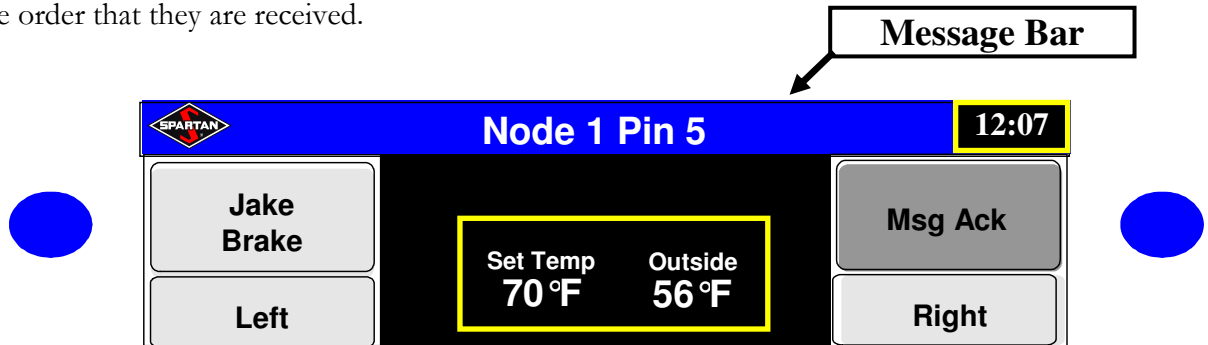 e order that they are received.
Message Bar
SPARTAN Node 1 Pin 5 12:07
Jake
Brake
Msg Ack
Set Temp Outside
70 °F 56 °F
Left
Right